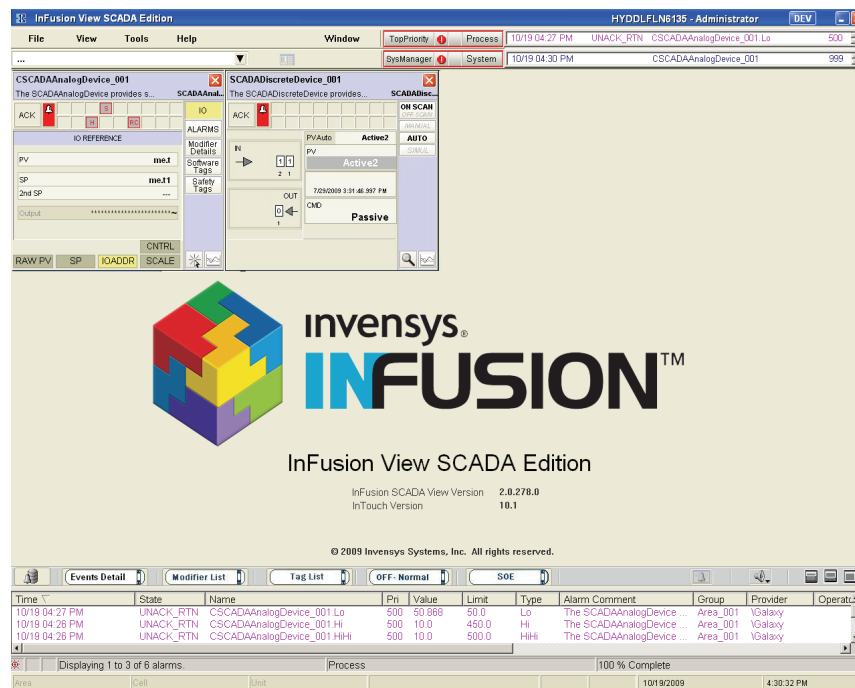 InFusion View SCADA Edition
HYDDLFLN6135 - Administrator
DEV
File View Tools Help Window
TopPriority Process 10/19 04:27 PM UNACK_RTN CSCADAAnalogDevice_001.Lo 500
...
SysManager System 10/19 04:30 PM CSCADAAnalogDevice_001 999
CSCADAAnalogDevice_001
The SCADAAnalogDevice provides s... SCADAAnal...
ACK
S
H RC
IO
ALARMS
Modifier Details
Software Tags
Safety Tags
IO REFERENCE
PV me.t
SP me.t1
2nd SP ---
Output ************************~
CNTRL
RAW PV SP IOADDR SCALE
SCADADiscreteDevice_001
The SCADADiscreteDevice provides... SCADADisc...
ACK
ON SCAN
OFF SCAN
MANUAL
AUTO
SIMUL
PVAuto Active2
IN
PV
Active2
1 1
2 1
7/29/2009 3:31:46.997 PM
OUT
0
1
CMD
Passive
invensys®
INFUSION™
InFusion View SCADA Edition
InFusion SCADA View Version 2.0.278.0
InTouch Version 10.1
© 2009 Invensys Systems, Inc. All rights reserved.
Events Detail Modifier List Tag List OFF- Normal SOE
Time State Name Pri Value Limit Type Alarm Comment Group Provider Operato
10/19 04:27 PM UNACK_RTN CSCADAAnalogDevice_001.Lo 500 50.868 50.0 Lo The SCADAAnalogDevice ... Area_001 \Galaxy
10/19 04:26 PM UNACK_RTN CSCADAAnalogDevice_001.Hi 500 10.0 450.0 Hi The SCADAAnalogDevice ... Area_001 \Galaxy
10/19 04:26 PM UNACK_RTN CSCADAAnalogDevice_001.HiHi 500 10.0 500.0 HiHi The SCADAAnalogDevice ... Area_001 \Galaxy
Displaying 1 to 3 of 6 alarms. Process 100 % Complete
Area Cell Unit 10/19/2009 4:30:32 PM